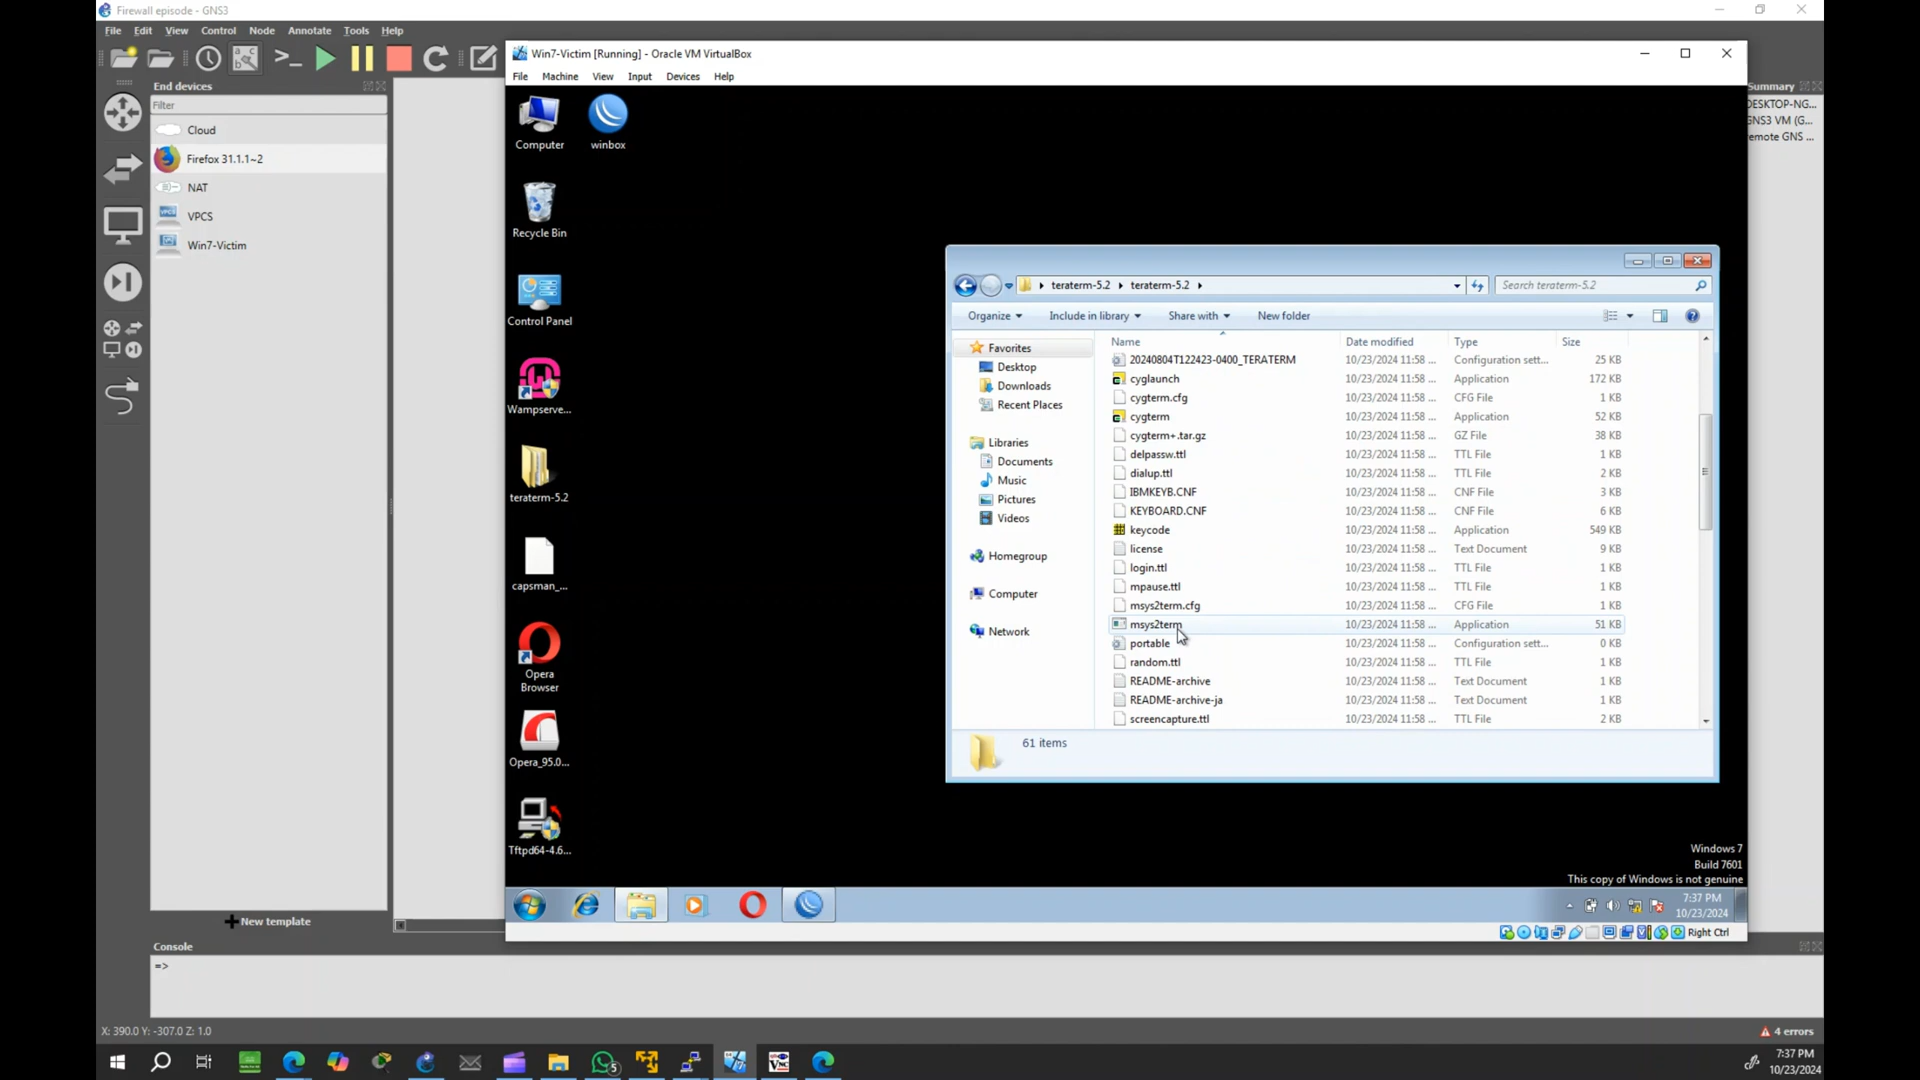 Firewall episode - GNS3
File Edit View Control Node Annotate Tools Help
End devices
Filter
Cloud
Firefox 31.1.1~2
NAT
VPCS
Win7-Victim
New template
Summary
DESKTOP-NG...
GNS3 VM (G...
emote GNS ...
Win7-Victim [Running] - Oracle VM VirtualBox
File Machine View Input Devices Help
Computer
winbox
Recycle Bin
Control Panel
Wampserve...
teraterm-5.2
capsman_...
Opera
Browser
Opera_95.0...
Tftpd64-4.6...
teraterm-5.2 teraterm-5.2
Search teraterm-5.2
Organize Include in library Share with New folder
Favorites
Desktop
Downloads
Recent Places
Libraries
Documents
Music
Pictures
Videos
Homegroup
Computer
Network
Name Date modified Type Size
20240804T122423-0400_TERATERM 10/23/2024 11:58 ... Configuration sett... 25 KB
cyglaunch 10/23/2024 11:58 ... Application 172 KB
cygterm.cfg 10/23/2024 11:58 ... CFG File 1 KB
cygterm 10/23/2024 11:58 ... Application 52 KB
cygterm+.tar.gz 10/23/2024 11:58 ... GZ File 38 KB
delpassw.ttl 10/23/2024 11:58 ... TTL File 1 KB
dialup.ttl 10/23/2024 11:58 ... TTL File 2 KB
IBMKEYB.CNF 10/23/2024 11:58 ... CNF File 3 KB
KEYBOARD.CNF 10/23/2024 11:58 ... CNF File 6 KB
keycode 10/23/2024 11:58 ... Application 549 KB
license 10/23/2024 11:58 ... Text Document 9 KB
login.ttl 10/23/2024 11:58 ... TTL File 1 KB
mpause.ttl 10/23/2024 11:58 ... TTL File 1 KB
msys2term.cfg 10/23/2024 11:58 ... CFG File 1 KB
msys2term 10/23/2024 11:58 ... Application 51 KB
portable 10/23/2024 11:58 ... Configuration sett... 0 KB
random.ttl 10/23/2024 11:58 ... TTL File 1 KB
README-archive 10/23/2024 11:58 ... Text Document 1 KB
README-archive-ja 10/23/2024 11:58 ... Text Document 1 KB
screencapture.ttl 10/23/2024 11:58 ... TTL File 2 KB
61 items
Windows 7
Build 7601
This copy of Windows is not genuine
7:37 PM
10/23/2024
Right Ctrl
Console
=>
X: 390.0 Y: -307.0 Z: 1.0
4 errors
5
7:37 PM
10/23/2024